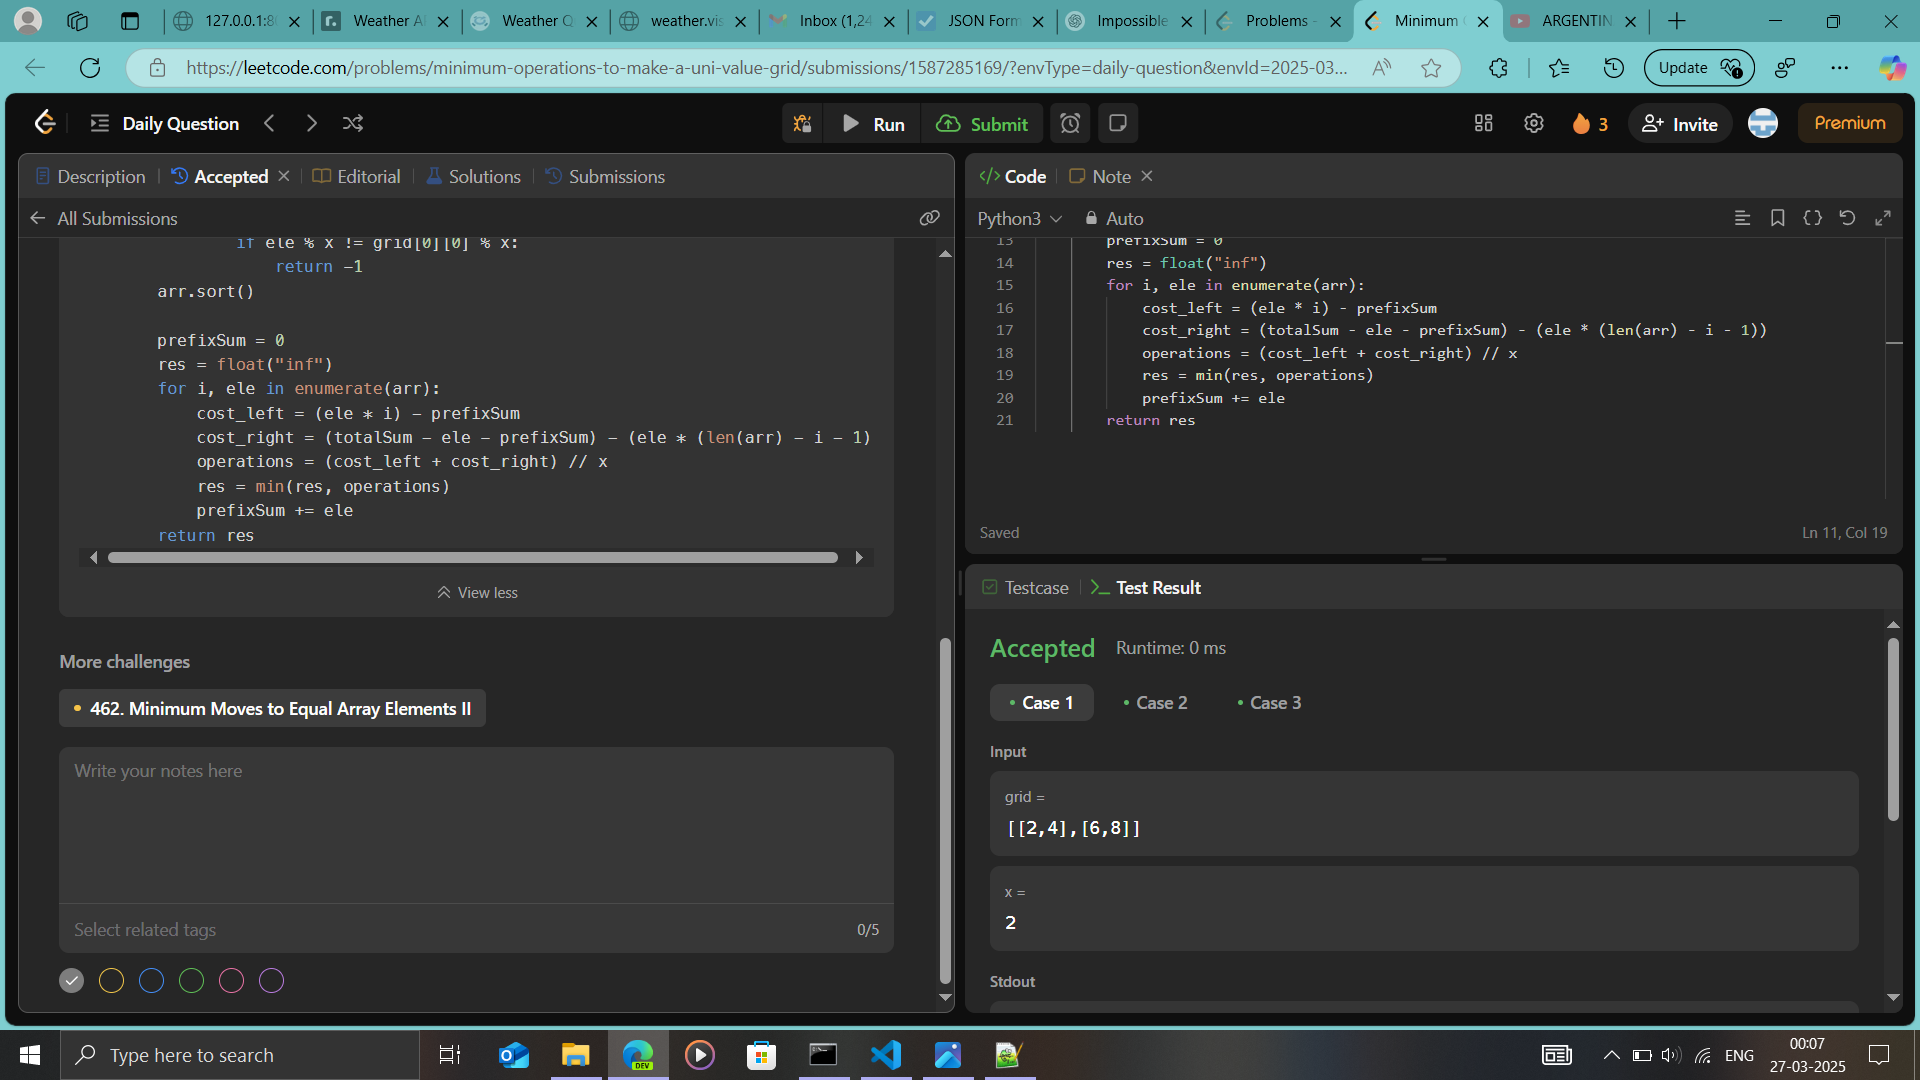 127.0.0.1:8
Weather A
Weather Q
weather.vis
Inbox (1,24
JSON Form
Impossible
Problems -
Minimum
ARGENTIN
https://leetcode.com/problems/minimum-operations-to-make-a-uni-value-grid/submissions/1587285169/?envType=daily-question&envId=2025-03...
Update
Daily Question
Run
Submit
3
Invite
Premium
Description
Accepted
Editorial
Solutions
Submissions
All Submissions
if ele % x != grid[0][0] % x:
return -1
arr.sort()
prefixSum = 0
res = float("inf")
for i, ele in enumerate(arr):
cost_left = (ele * i) - prefixSum
cost_right = (totalSum - ele - prefixSum) - (ele * (len(arr) - i - 1)
operations = (cost_left + cost_right) // x
res = min(res, operations)
prefixSum += ele
return res
View less
More challenges
462. Minimum Moves to Equal Array Elements II
Write your notes here
Select related tags
0/5
Code
Note
Python3
Auto
13 prefixSum = 0
14 res = float("inf")
15 for i, ele in enumerate(arr):
16 cost_left = (ele * i) - prefixSum
17 cost_right = (totalSum - ele - prefixSum) - (ele * (len(arr) - i - 1))
18 operations = (cost_left + cost_right) // x
19 res = min(res, operations)
20 prefixSum += ele
21 return res
Saved
Ln 11, Col 19
Testcase
Test Result
Accepted
Runtime: 0 ms
Case 1
Case 2
Case 3
Input
grid =
[[2,4],[6,8]]
x =
2
Stdout
Type here to search
DEV
ENG
00:07
27-03-2025